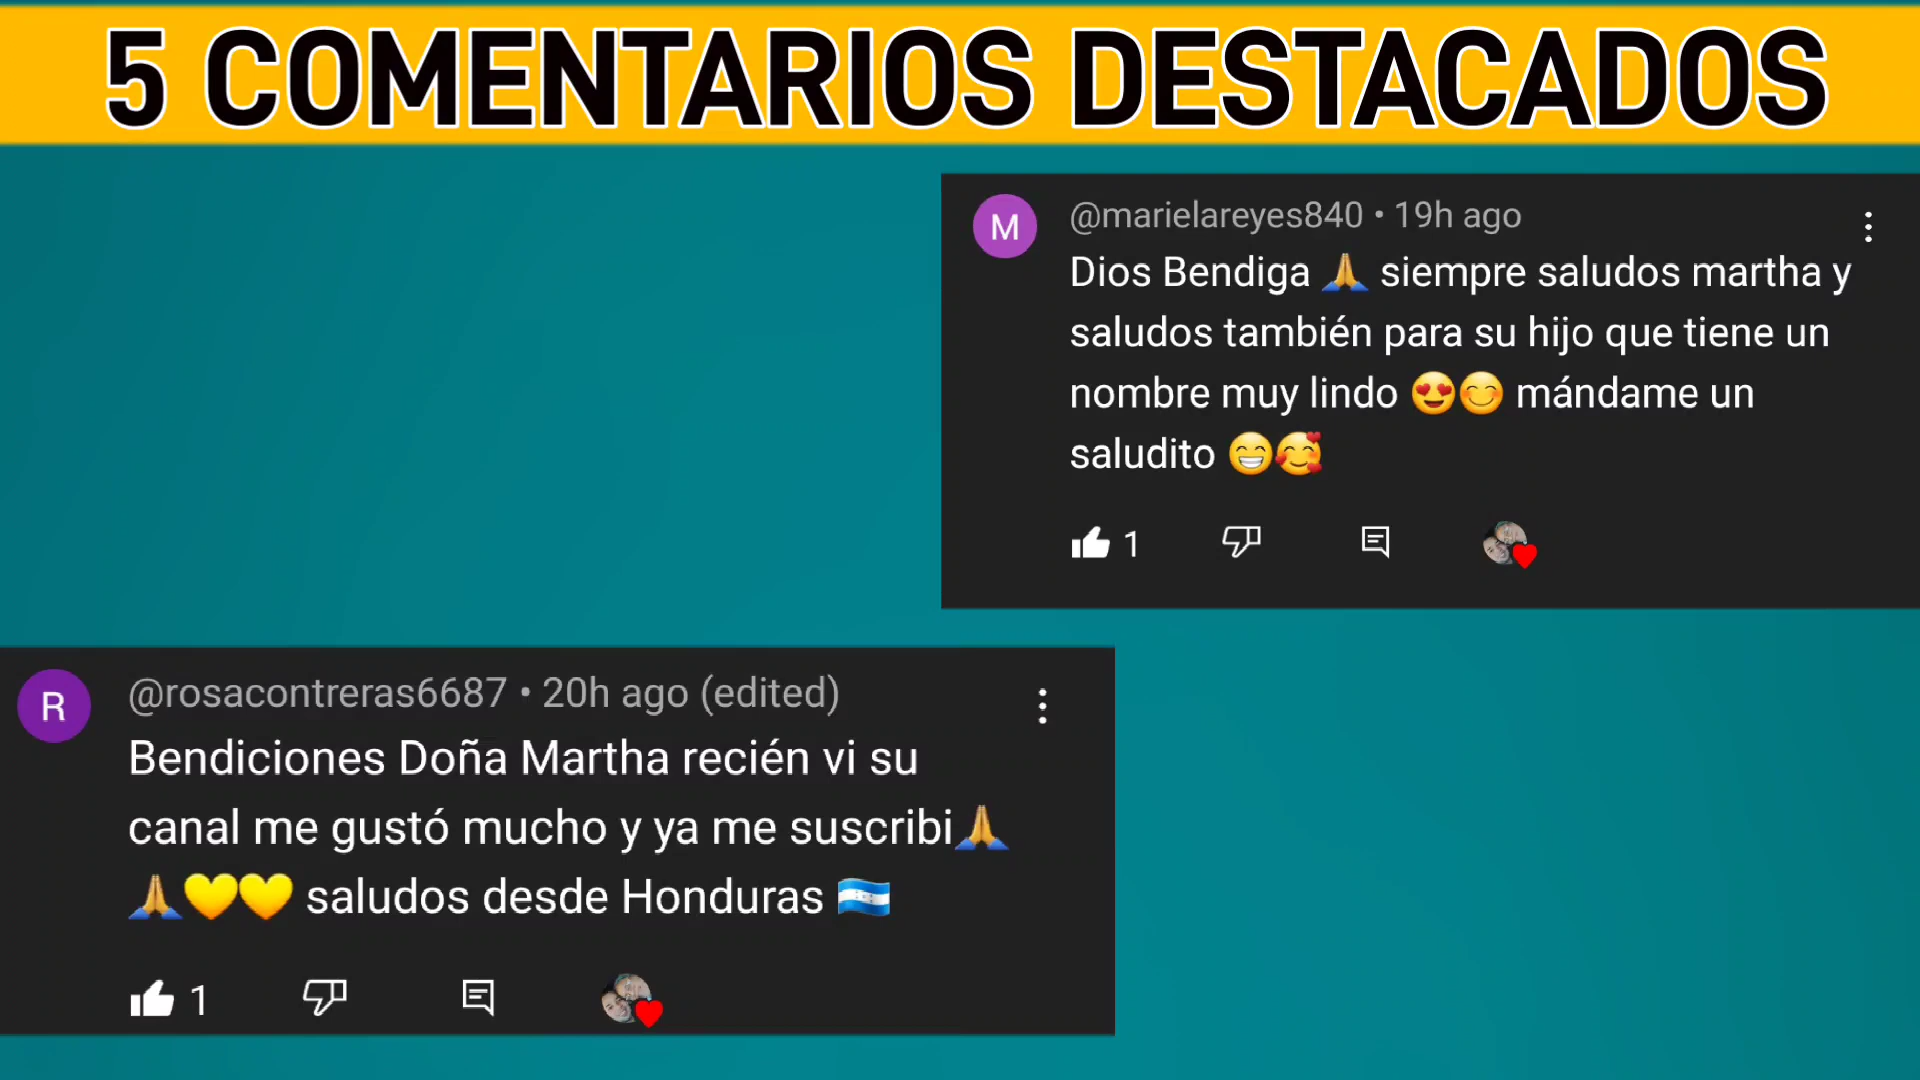 5 COMENTARIOS DESTACADOS
M
@marielareyes840 • 19h ago
Dios Bendiga 🙏 siempre saludos martha y
saludos también para su hijo que tiene un
nombre muy lindo 😍😊 mándame un
saludito 😁🥰
1
R
@rosacontreras6687 • 20h ago (edited)
Bendiciones Doña Martha recién vi su
canal me gustó mucho y ya me suscribi🙏
🙏💛💛 saludos desde Honduras 🇭🇳
1